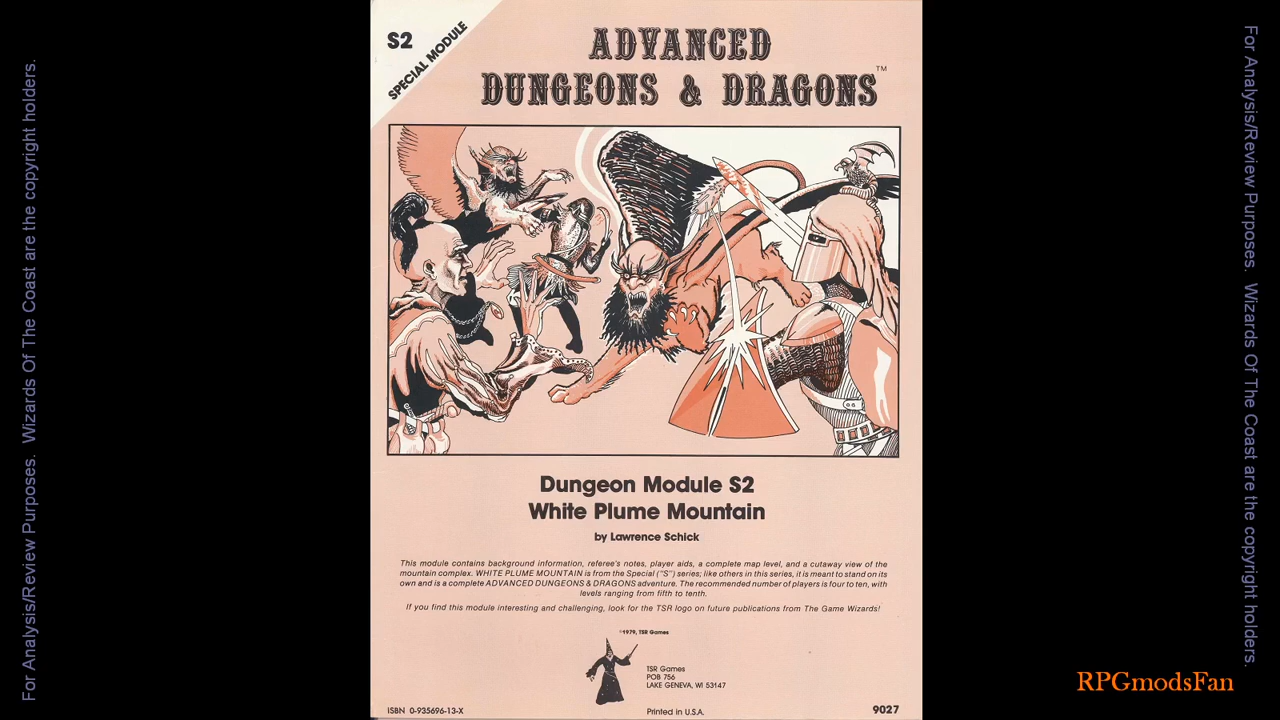 S2
SPECIAL MODULE
ADVANCED
DUNGEONS & DRAGONS™
Dungeon Module S2
White Plume Mountain
by Lawrence Schick
This module contains background information, referee's notes, player aids, a complete map level, and a cutaway view of the
mountain complex. WHITE PLUME MOUNTAIN is from the Special ("S") series; like others in this series, it is meant to stand on its
own and is a complete ADVANCED DUNGEONS & DRAGONS adventure. The recommended number of players is four to ten, with
levels ranging from fifth to tenth.
If you find this module interesting and challenging, look for the TSR logo on future publications from The Game Wizards!
©1979, TSR Games
TSR Games
POB 756
LAKE GENEVA, WI 53147
ISBN 0-935696-13-X
Printed in U.S.A.
9027
For Analysis/Review Purposes. Wizards Of The Coast are the copyright holders.
For Analysis/Review Purposes. Wizards Of The Coast are the copyright holders.
RPGmodsFan